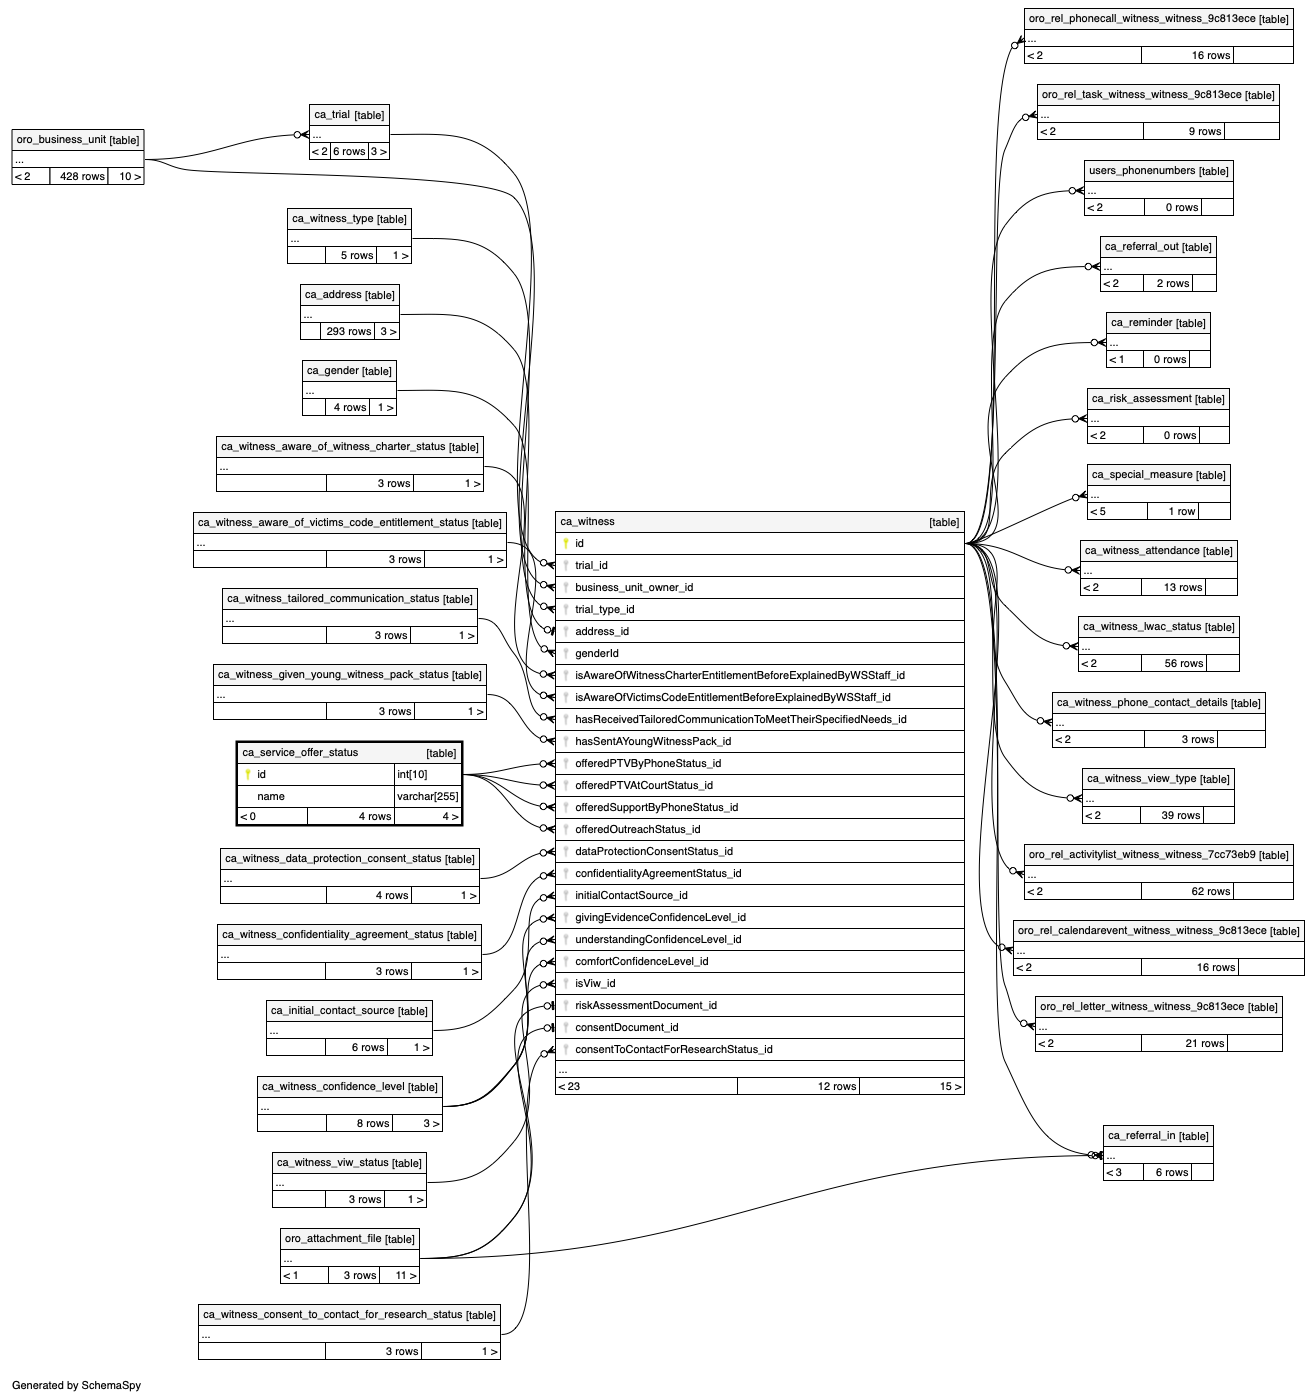 oro_business_unit [table]
...
< 2 428 rows 10 >
ca_trial [table]
...
< 2 6 rows 3 >
ca_witness_type [table]
...
5 rows 1 >
ca_address [table]
...
293 rows 3 >
ca_gender [table]
...
4 rows 1 >
ca_witness_aware_of_witness_charter_status [table]
...
3 rows 1 >
ca_witness_aware_of_victims_code_entitlement_status [table]
...
3 rows 1 >
ca_witness_tailored_communication_status [table]
...
3 rows 1 >
ca_witness_given_young_witness_pack_status [table]
...
3 rows 1 >
ca_service_offer_status [table]
id int[10]
name varchar[255]
< 0 4 rows 4 >
ca_witness_data_protection_consent_status [table]
...
4 rows 1 >
ca_witness_confidentiality_agreement_status [table]
...
3 rows 1 >
ca_initial_contact_source [table]
...
6 rows 1 >
ca_witness_confidence_level [table]
...
8 rows 3 >
ca_witness_viw_status [table]
...
3 rows 1 >
oro_attachment_file [table]
...
< 1 3 rows 11 >
ca_witness_consent_to_contact_for_research_status [table]
...
3 rows 1 >
ca_witness [table]
id
trial_id
business_unit_owner_id
trial_type_id
address_id
genderId
isAwareOfWitnessCharterEntitlementBeforeExplainedByWSStaff_id
isAwareOfVictimsCodeEntitlementBeforeExplainedByWSStaff_id
hasReceivedTailoredCommunicationToMeetTheirSpecifiedNeeds_id
hasSentAYoungWitnessPack_id
offeredPTVByPhoneStatus_id
offeredPTVAtCourtStatus_id
offeredSupportByPhoneStatus_id
offeredOutreachStatus_id
dataProtectionConsentStatus_id
confidentialityAgreementStatus_id
initialContactSource_id
givingEvidenceConfidenceLevel_id
understandingConfidenceLevel_id
comfortConfidenceLevel_id
isViw_id
riskAssessmentDocument_id
consentDocument_id
consentToContactForResearchStatus_id
...
< 23 12 rows 15 >
oro_rel_phonecall_witness_witness_9c813ece [table]
...
< 2 16 rows
oro_rel_task_witness_witness_9c813ece [table]
...
< 2 9 rows
users_phonenumbers [table]
...
< 2 0 rows
ca_referral_out [table]
...
< 2 2 rows
ca_reminder [table]
...
< 1 0 rows
ca_risk_assessment [table]
...
< 2 0 rows
ca_special_measure [table]
...
< 5 1 row
ca_witness_attendance [table]
...
< 2 13 rows
ca_witness_lwac_status [table]
...
< 2 56 rows
ca_witness_phone_contact_details [table]
...
< 2 3 rows
ca_witness_view_type [table]
...
< 2 39 rows
oro_rel_activitylist_witness_witness_7cc73eb9 [table]
...
< 2 62 rows
oro_rel_calendarevent_witness_witness_9c813ece [table]
...
< 2 16 rows
oro_rel_letter_witness_witness_9c813ece [table]
...
< 2 21 rows
ca_referral_in [table]
...
< 3 6 rows
Generated by SchemaSpy